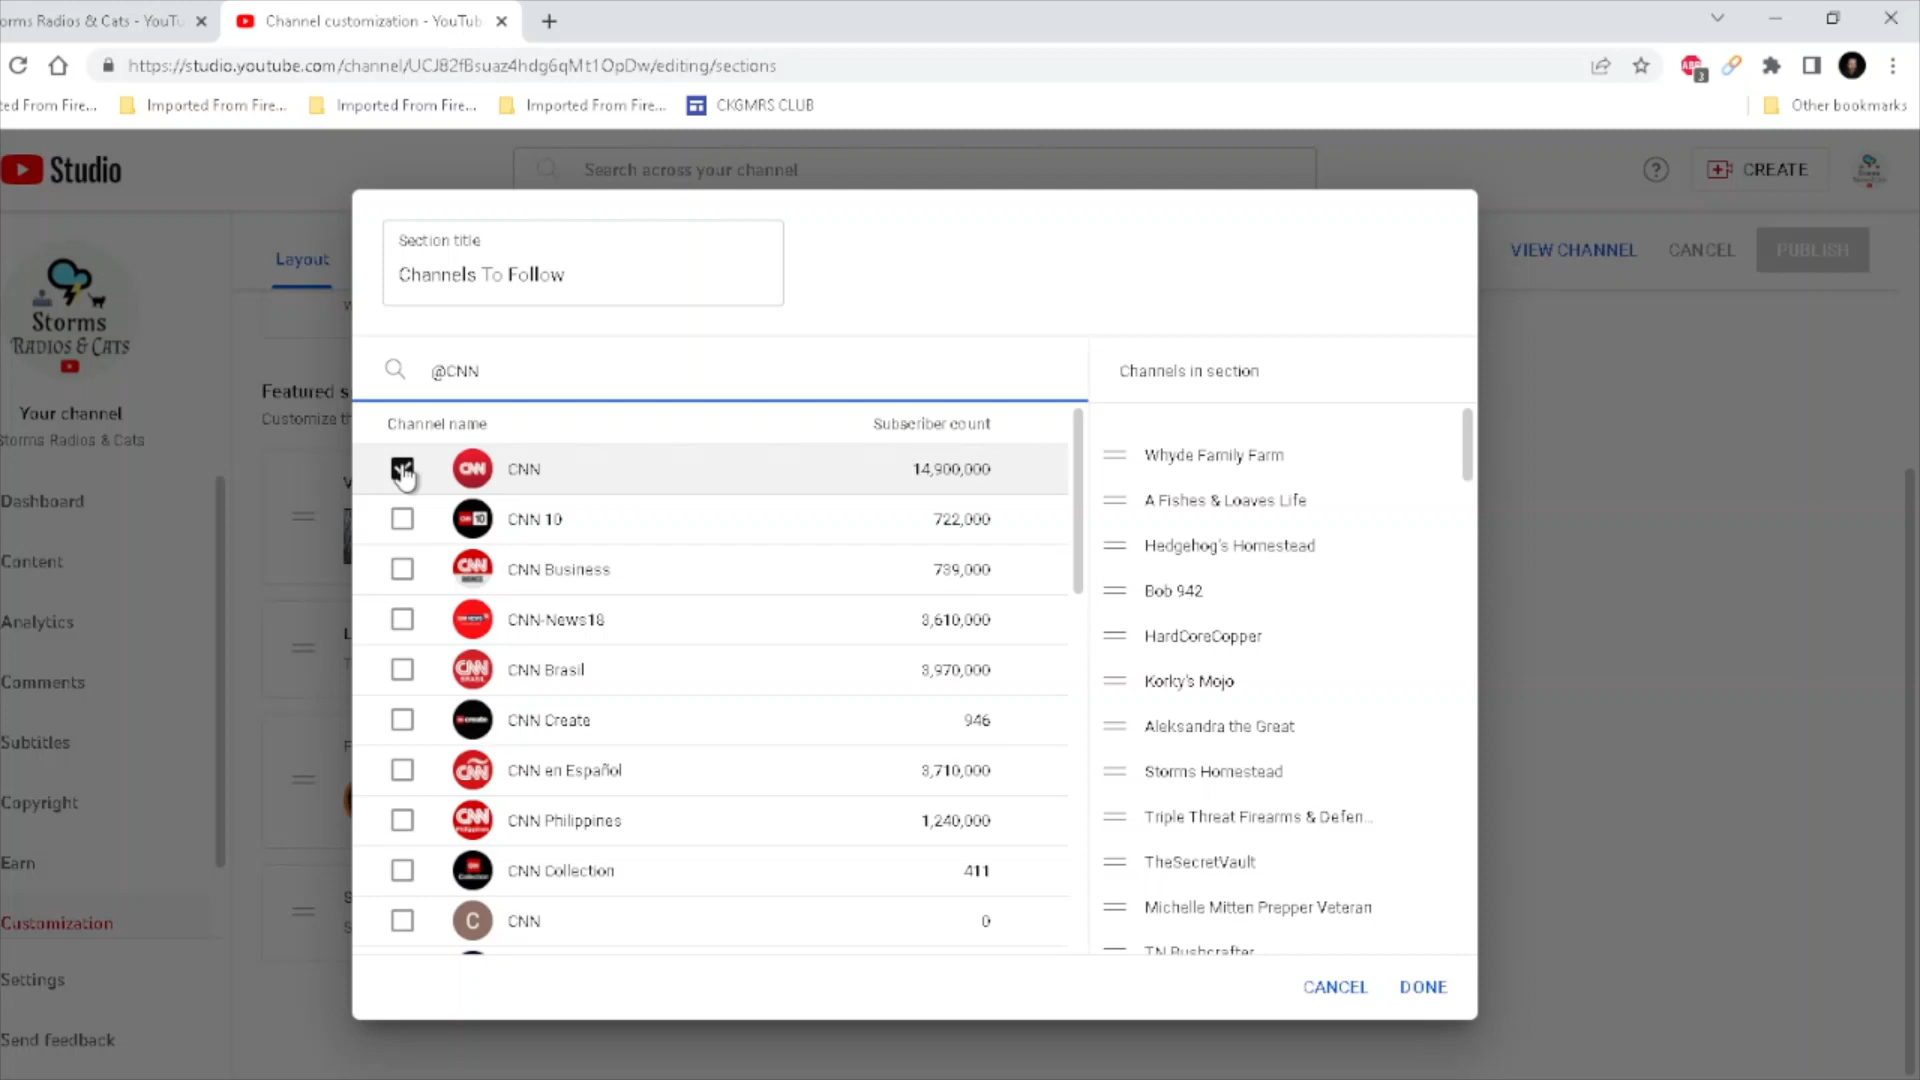 orms Radios & Cats - YouTu
Channel customization - YouTub
https://studio.youtube.com/channel/UCJ82fBsuaz4hdg6qMt1OpDw/editing/sections
3
ed From Fire...
Imported From Fire...
Imported From Fire...
Imported From Fire...
CKGMRS CLUB
Other bookmarks
Studio
Search across your channel
CREATE
Storms
RADIOS & CATS
Your channel
Storms Radios & Cats
Dashboard
Content
Analytics
Comments
Subtitles
Copyright
Earn
Customization
Settings
Send feedback
Layout
VIEW CHANNEL
CANCEL
PUBLISH
Featured s
Customize th
Section title
Channels To Follow
@CNN
Channel name
Subscriber count
CNN
14,900,000
CNN 10
722,000
CNN Business
739,000
CNN-News18
3,610,000
CNN Brasil
3,970,000
CNN Create
946
CNN en Español
3,710,000
CNN Philippines
1,240,000
CNN Collection
411
C
CNN
0
Channels in section
Whyde Family Farm
A Fishes & Loaves Life
Hedgehog's Homestead
Bob 942
HardCoreCopper
Korky's Mojo
Aleksandra the Great
Storms Homestead
Triple Threat Firearms & Defen...
TheSecretVault
Michelle Mitten Prepper Veteran
TN Bushcrafter
CANCEL
DONE